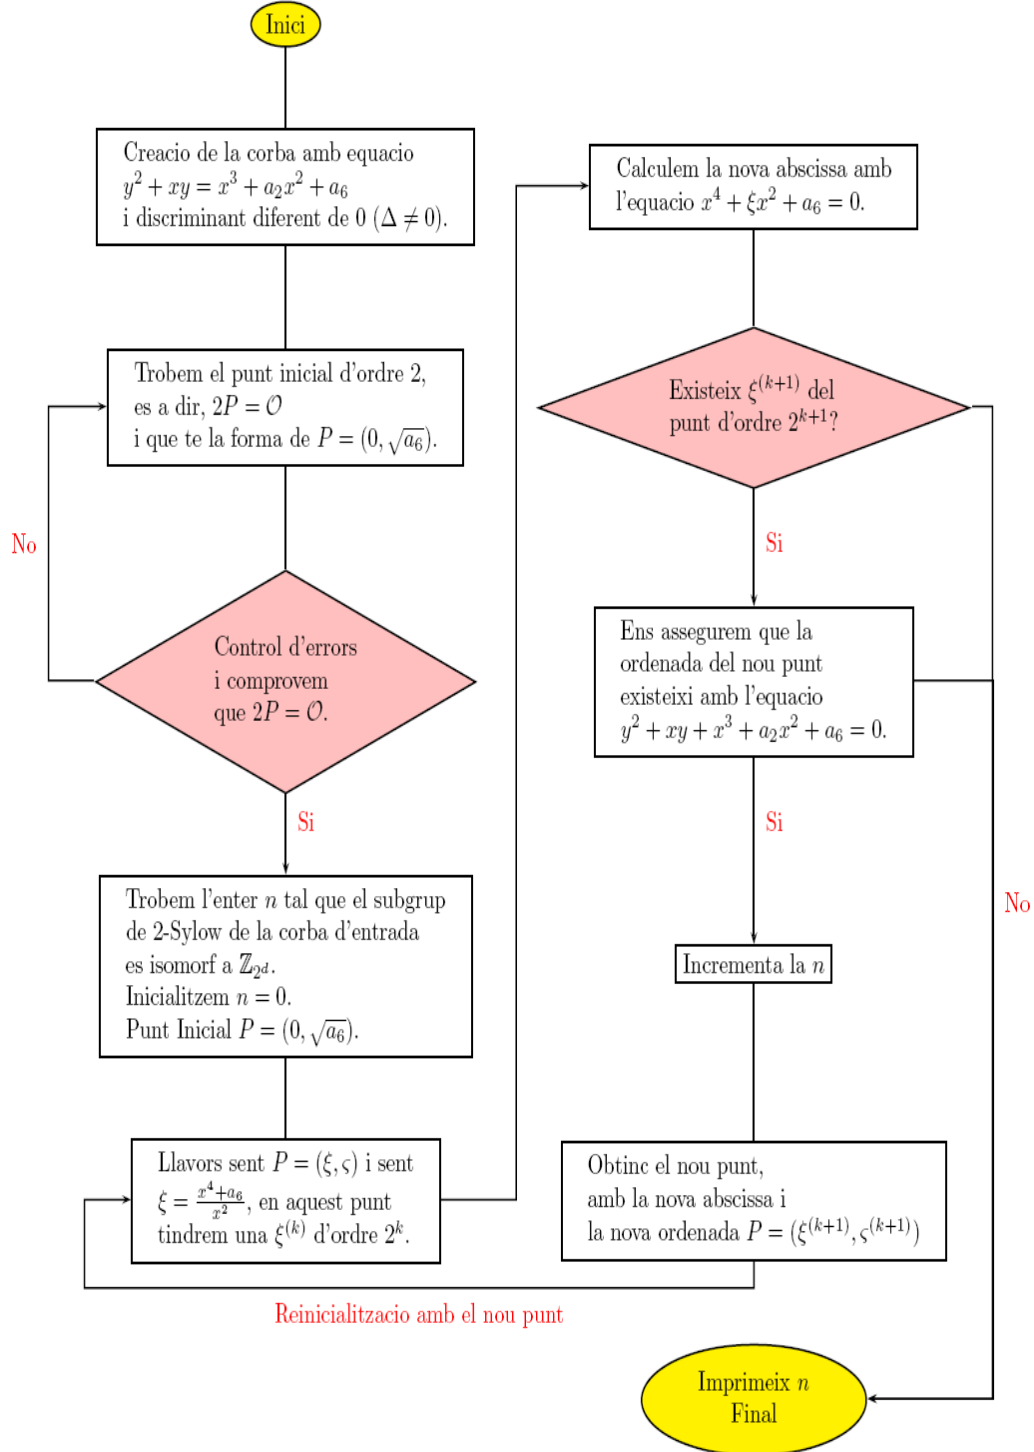 Inici
Creacio de la corba amb equacio
y² + xy = x³ + a₂x² + a₆
i discriminant diferent de 0 (Δ ≠ 0).
Trobem el punt inicial d'ordre 2,
es a dir, 2P = 𝒪
i que te la forma de P = (0, √a₆).
No
Control d'errors
i comprovem
que 2P = 𝒪.
Si
Trobem l'enter n tal que el subgrup
de 2-Sylow de la corba d'entrada
es isomorf a ℤ_{2^d}.
Inicialitzem n = 0.
Punt Inicial P = (0, √a₆).
Llavors sent P = (ξ, ς) i sent
ξ = \frac{x⁴+a₆}{x²}, en aquest punt
tindrem una ξ^{(k)} d'ordre 2^k.
Reinicialitzacio amb el nou punt
Calculem la nova abscissa amb
l'equacio x⁴ + ξx² + a₆ = 0.
Existeix ξ^{(k+1)} del
punt d'ordre 2^{k+1}?
Si
Ens assegurem que la
ordenada del nou punt
existeixi amb l'equacio
y² + xy + x³ + a₂x² + a₆ = 0.
Si
No
Incrementa la n
Obtinc el nou punt,
amb la nova abscissa i
la nova ordenada P = (ξ^{(k+1)}, ς^{(k+1)})
Imprimeix n
Final